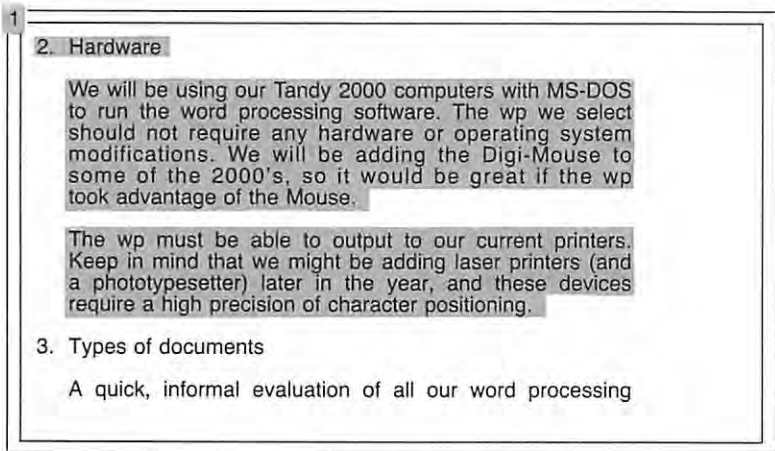 1
2. Hardware
We will be using our Tandy 2000 computers with MS-DOS
to run the word processing software. The wp we select
should not require any hardware or operating system
modifications. We will be adding the Digi-Mouse to
some of the 2000's, so it would be great if the wp
took advantage of the Mouse.
The wp must be able to output to our current printers.
Keep in mind that we might be adding laser printers (and
a phototypesetter) later in the year, and these devices
require a high precision of character positioning.
3. Types of documents
A quick, informal evaluation of all our word processing